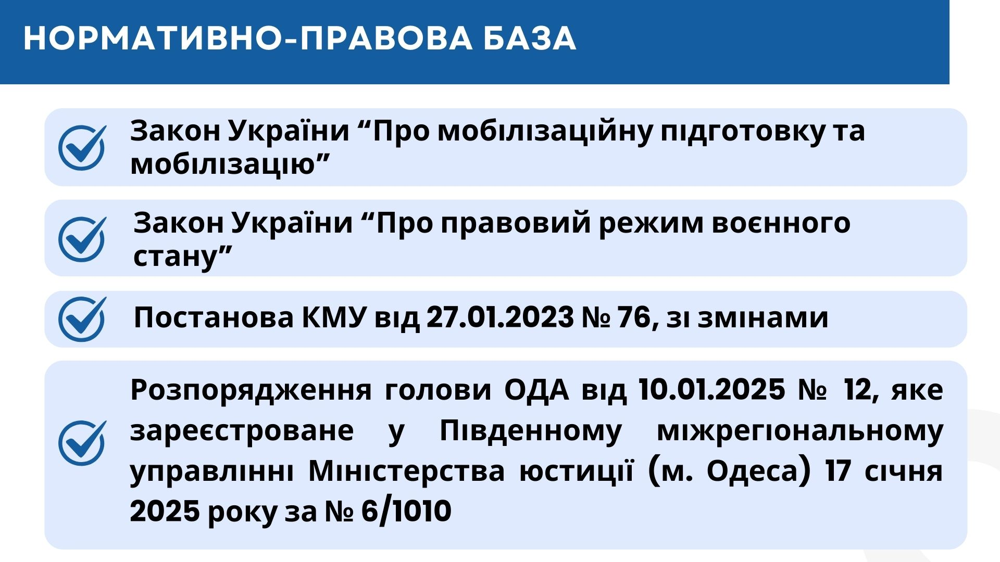 НОРМАТИВНО-ПРАВОВА БАЗА
Закон України “Про мобілізаційну підготовку та
мобілізацію”
Закон України “Про правовий режим воєнного
стану”
Постанова КМУ від 27.01.2023 № 76, зі змінами
Розпорядження голови ОДА від 10.01.2025 № 12, яке
зареєстроване у Південному міжрегіональному
управлінні Міністерства юстиції (м. Одеса) 17 січня
2025 року за № 6/1010